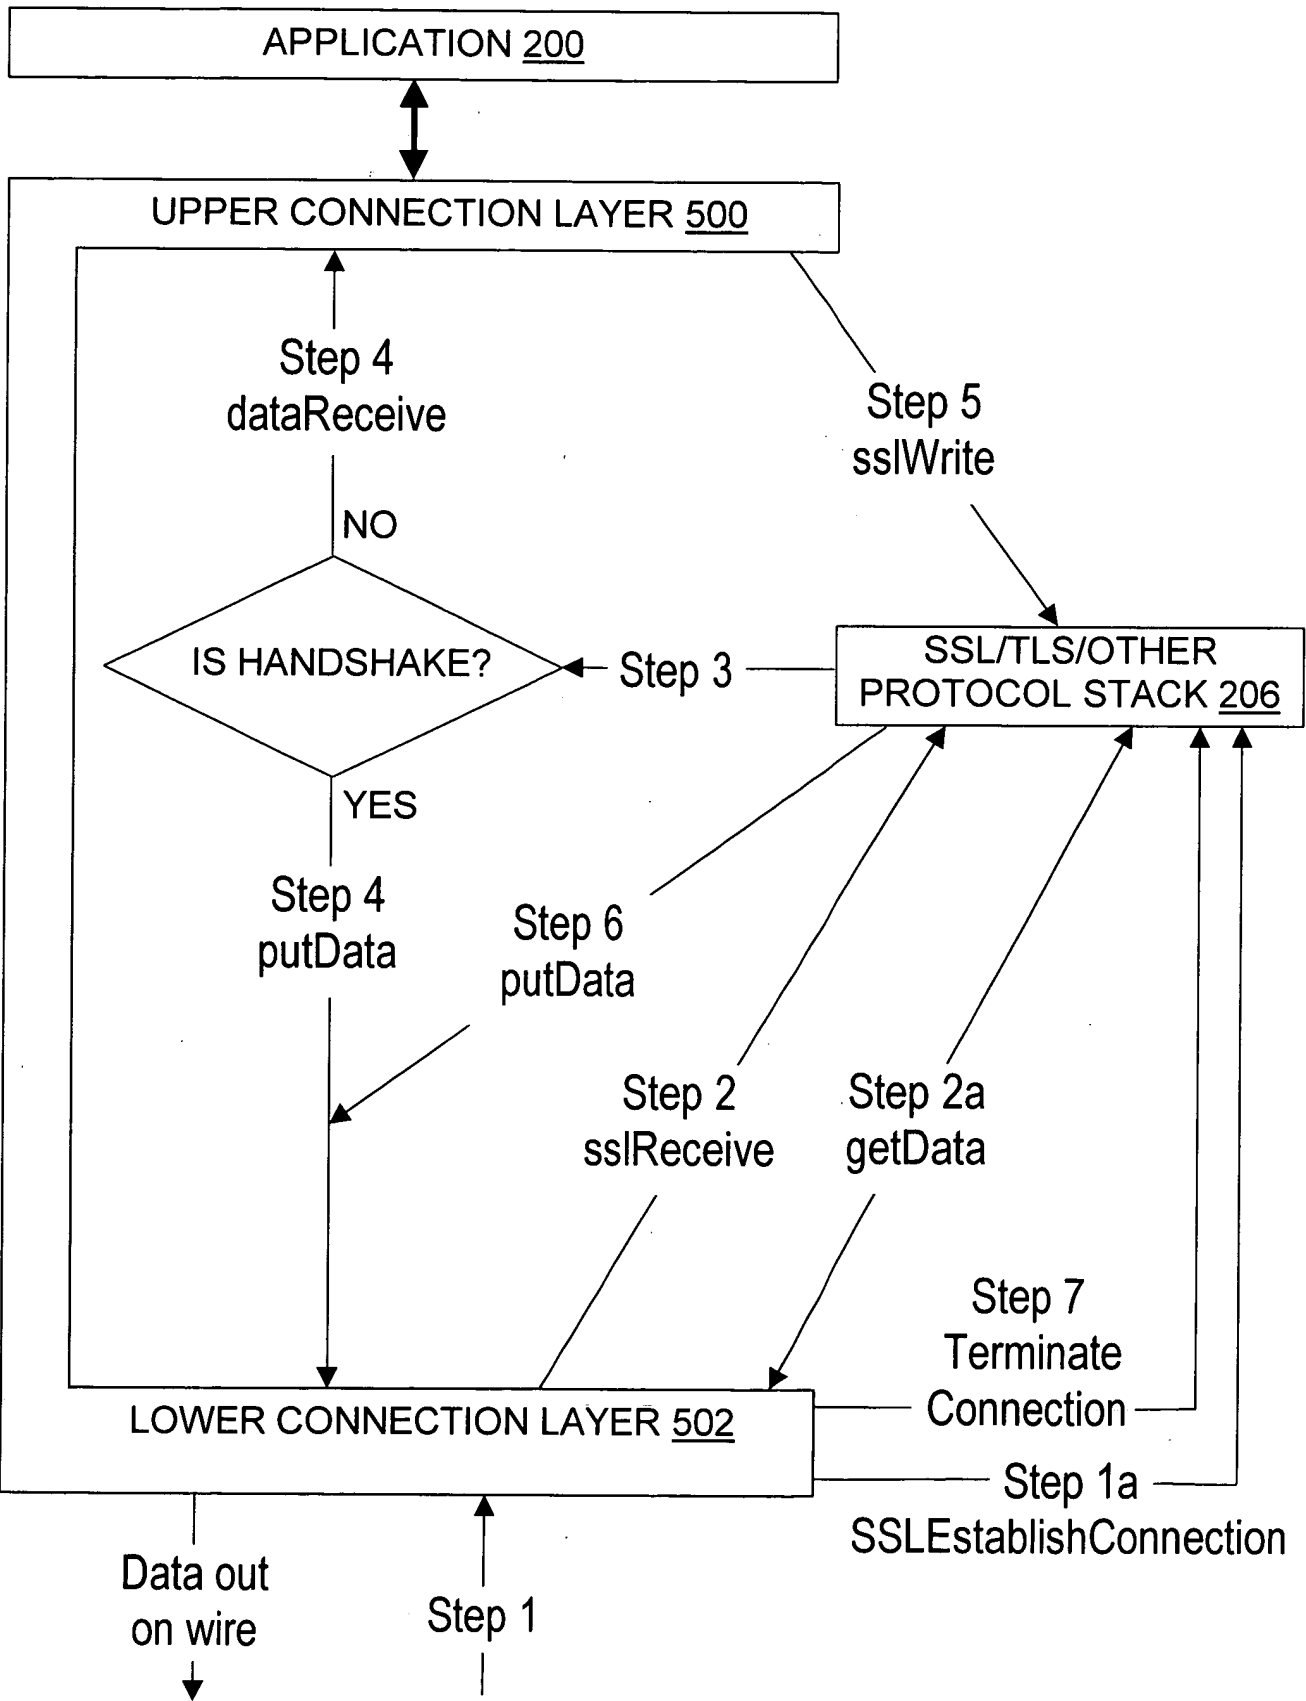 APPLICATION 200
UPPER CONNECTION LAYER 500
Step 4
dataReceive
Step 5
sslWrite
NO
IS HANDSHAKE?
Step 3
SSL/TLS/OTHER
PROTOCOL STACK 206
YES
Step 4
putData
Step 6
putData
Step 2
sslReceive
Step 2a
getData
Step 7
Terminate
Connection
LOWER CONNECTION LAYER 502
Step 1a
SSLEstablishConnection
Data out
on wire
Step 1